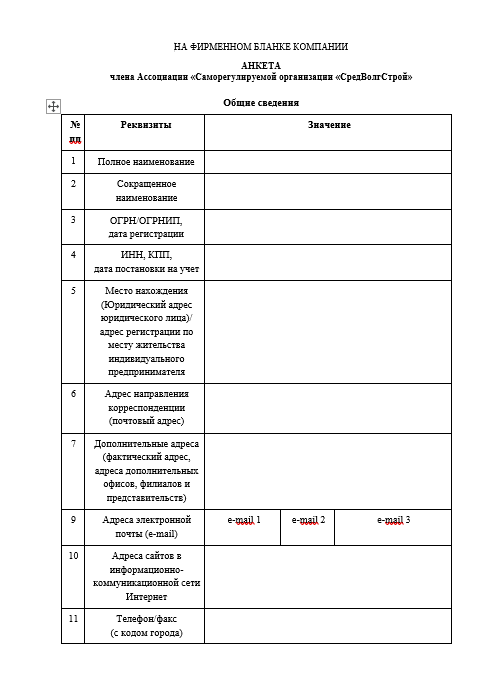 НА ФИРМЕННОМ БЛАНКЕ КОМПАНИИ
АНКЕТА
члена Ассоциации «Саморегулируемой организации «СредВолгСтрой»
Общие сведения
№ Реквизиты Значение
пп
1 Полное наименование
2 Сокращенное
наименование
3 ОГРН/ОГРНИП,
дата регистрации
4 ИНН, КПП,
дата постановки на учет
5 Место нахождения
(Юридический адрес
юридического лица)/
адрес регистрации по
месту жительства
индивидуального
предпринимателя
6 Адрес направления
корреспонденции
(почтовый адрес)
7 Дополнительные адреса
(фактический адрес,
адреса дополнительных
офисов, филиалов и
представительств)
9 Адреса электронной e-mail 1 e-mail 2 e-mail 3
почты (e-mail)
10 Адреса сайтов в
информационно-
коммуникационной сети
Интернет
11 Телефон/факс
(с кодом города)